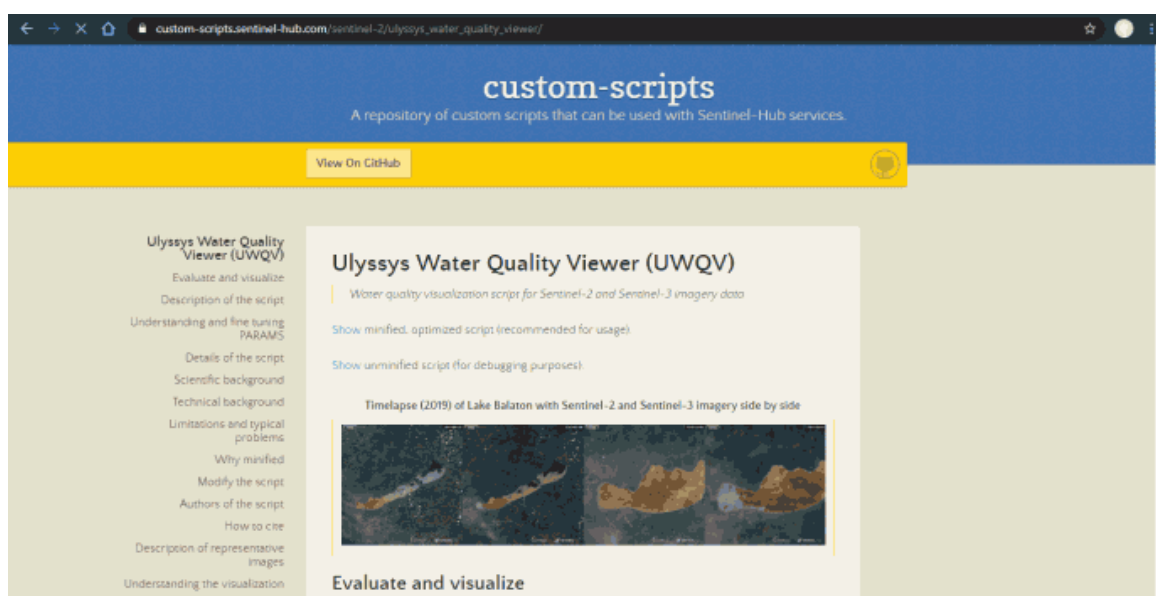 custom-scripts.sentinel-hub.com/sentinel-2/ulyssys_water_quality_viewer/
custom-scripts
A repository of custom scripts that can be used with Sentinel-Hub services.
View On GitHub
Ulyssys Water Quality
Viewer (UWQV)
Evaluate and visualize
Description of the script
Understanding and fine tuning
PARAMS
Details of the script
Scientific background
Technical background
Limitations and typical
problems
Why minified
Modify the script
Authors of the script
How to cite
Description of representative
images
Understanding the visualization
Ulyssys Water Quality Viewer (UWQV)
Water quality visualization script for Sentinel-2 and Sentinel-3 imagery data
Show minified, optimized script (recommended for usage).
Show unminified script (for debugging purposes).
Timelapse (2019) of Lake Balaton with Sentinel-2 and Sentinel-3 imagery side by side
Evaluate and visualize